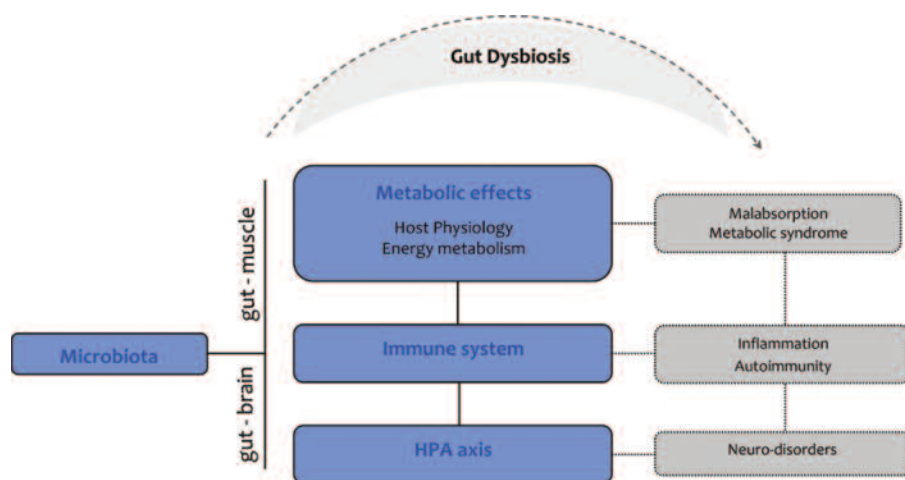 Gut Dysbiosis
Metabolic effects
Host Physiology
Energy metabolism
Malabsorption
Metabolic syndrome
gut - muscle
Microbiota
Immune system
Inflammation
Autoimmunity
gut - brain
HPA axis
Neuro-disorders